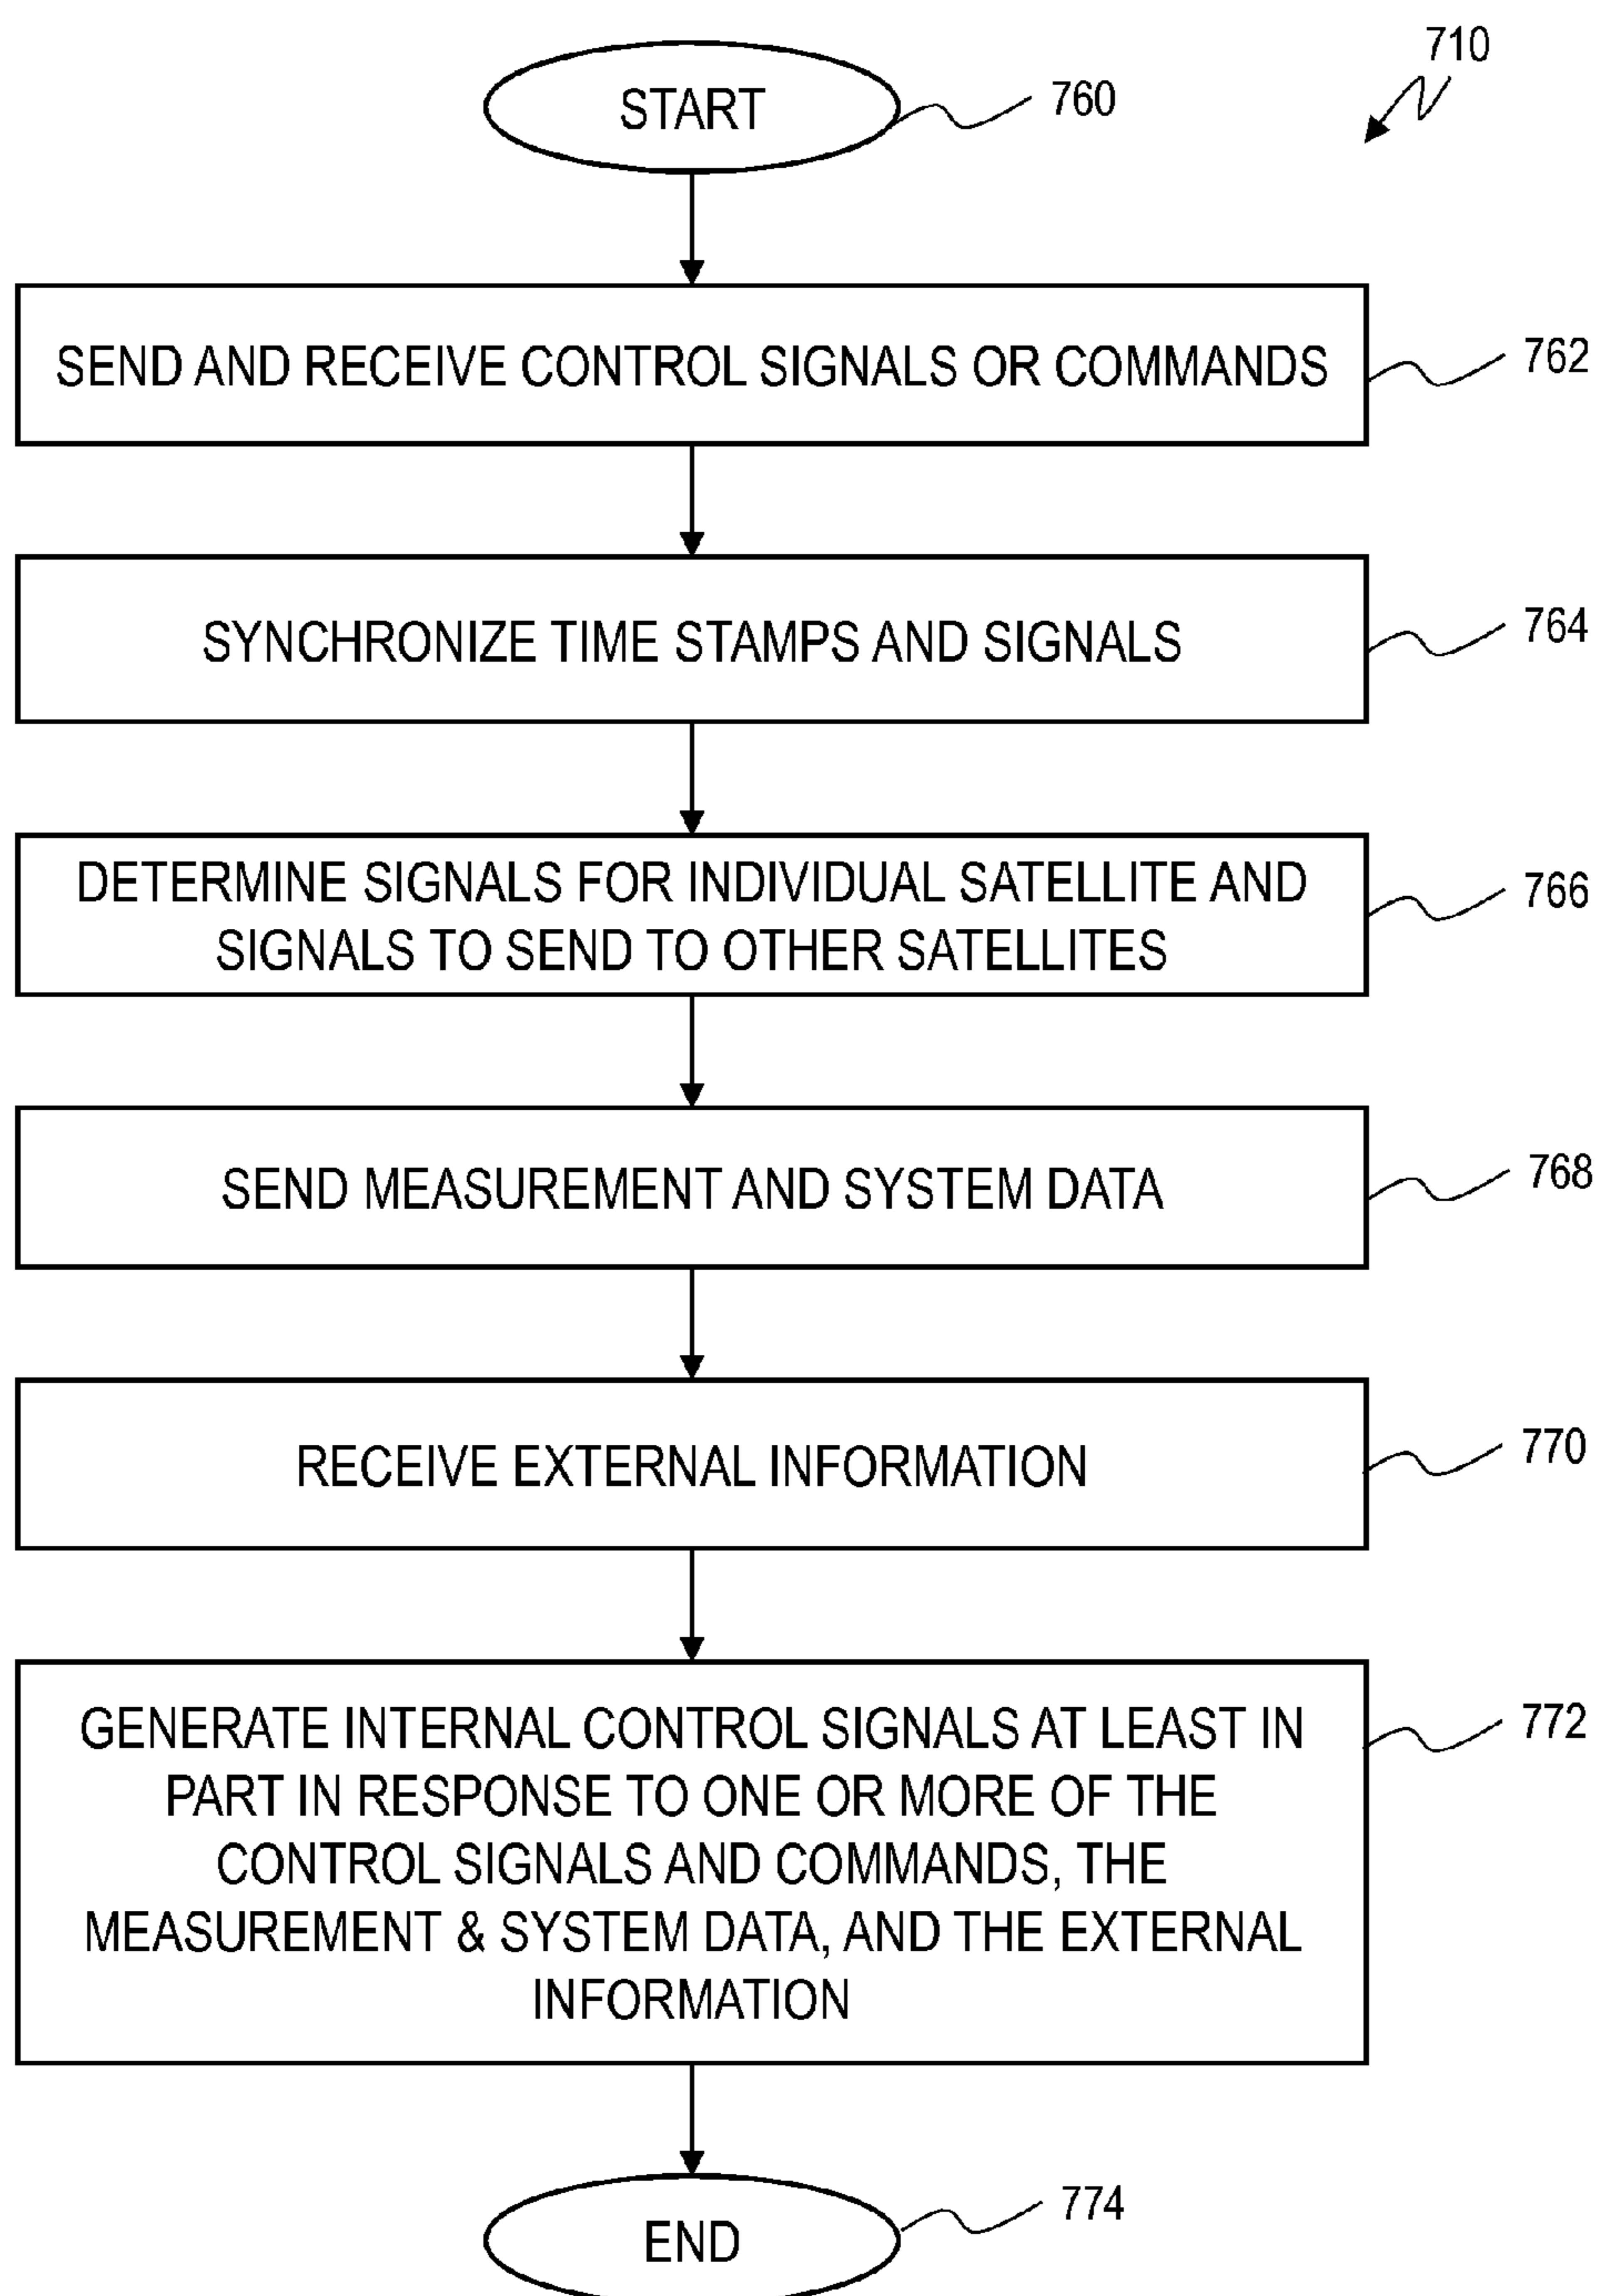 710
START
760
SEND AND RECEIVE CONTROL SIGNALS OR COMMANDS
762
SYNCHRONIZE TIME STAMPS AND SIGNALS
764
DETERMINE SIGNALS FOR INDIVIDUAL SATELLITE AND
SIGNALS TO SEND TO OTHER SATELLITES
766
SEND MEASUREMENT AND SYSTEM DATA
768
RECEIVE EXTERNAL INFORMATION
770
GENERATE INTERNAL CONTROL SIGNALS AT LEAST IN
PART IN RESPONSE TO ONE OR MORE OF THE
CONTROL SIGNALS AND COMMANDS, THE
MEASUREMENT & SYSTEM DATA, AND THE EXTERNAL
INFORMATION
772
END
774